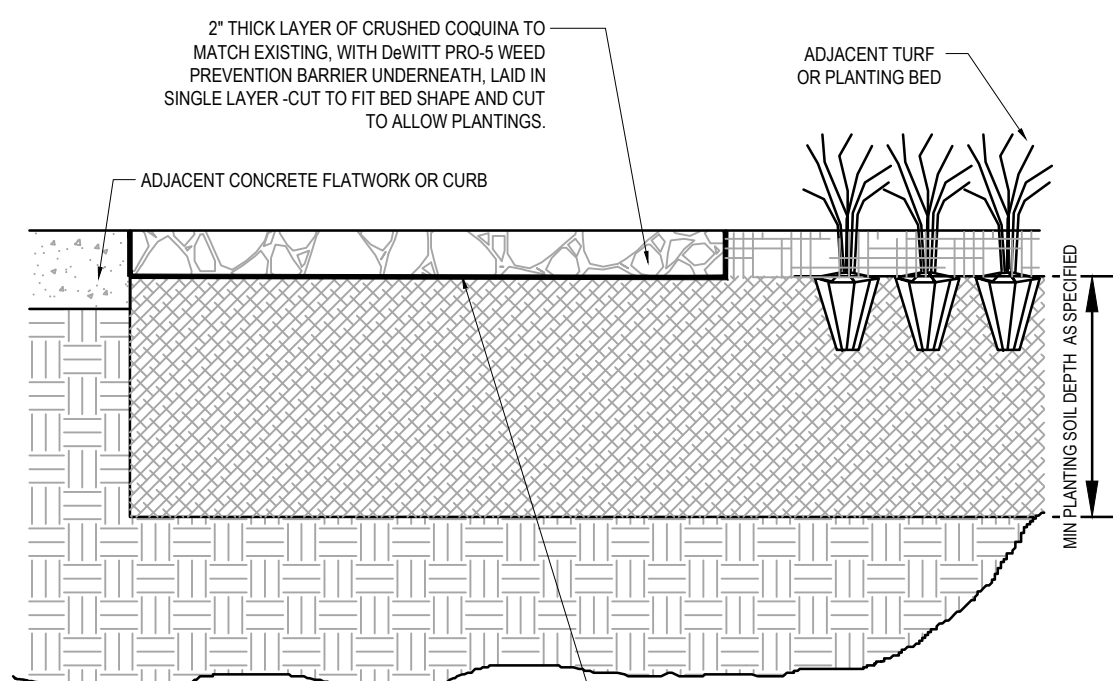 2" THICK LAYER OF CRUSHED COQUINA TO
MATCH EXISTING, WITH DeWITT PRO-5 WEED
PREVENTION BARRIER UNDERNEATH, LAID IN
SINGLE LAYER -CUT TO FIT BED SHAPE AND CUT
TO ALLOW PLANTINGS.
ADJACENT TURF
OR PLANTING BED
ADJACENT CONCRETE FLATWORK OR CURB
MIN PLANTING SOIL DEPTH AS SPECIFIED